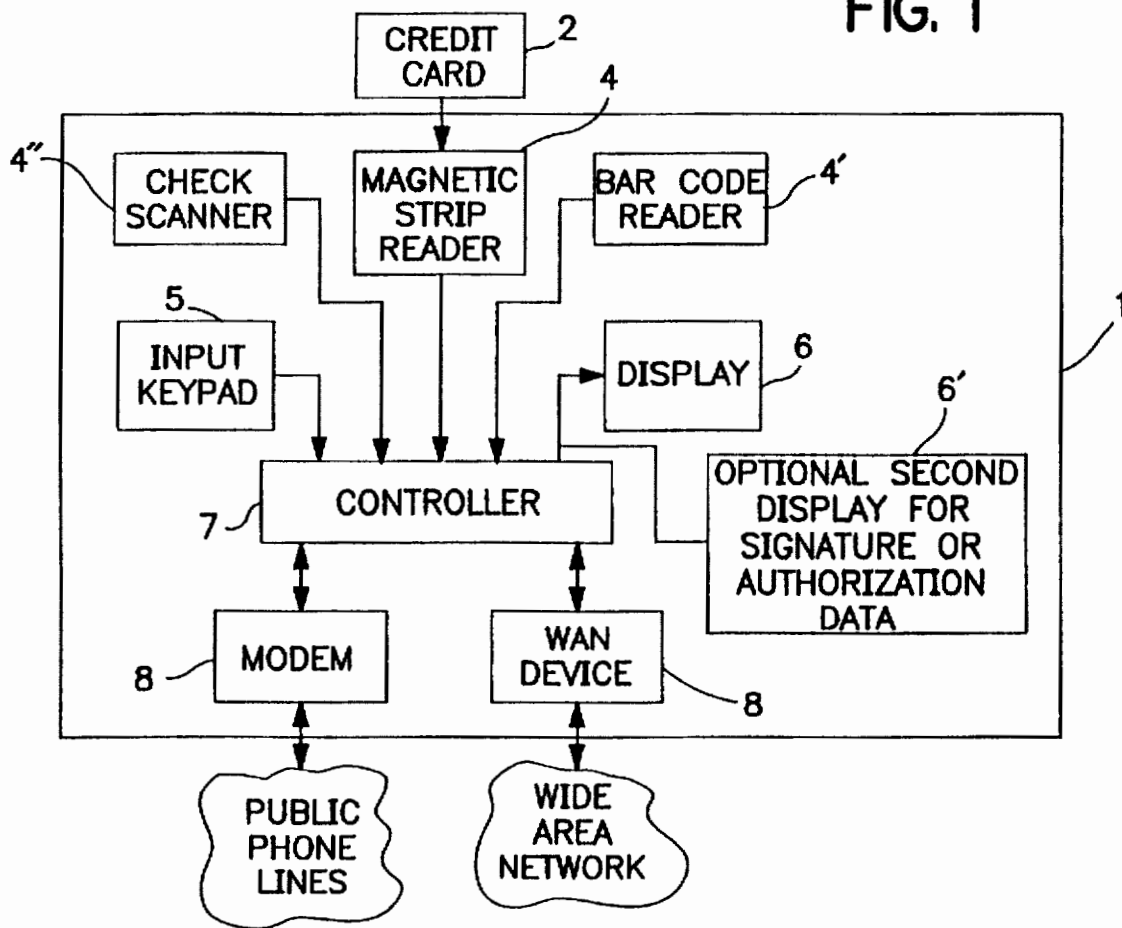 FIG. 1
CREDIT
CARD
2
4
4"
CHECK
SCANNER
MAGNETIC
STRIP
READER
BAR CODE
READER
4'
5
INPUT
KEYPAD
DISPLAY
6
1
6'
OPTIONAL SECOND
DISPLAY FOR
SIGNATURE OR
AUTHORIZATION
DATA
CONTROLLER
7
MODEM
8
WAN
DEVICE
8
PUBLIC
PHONE
LINES
WIDE
AREA
NETWORK